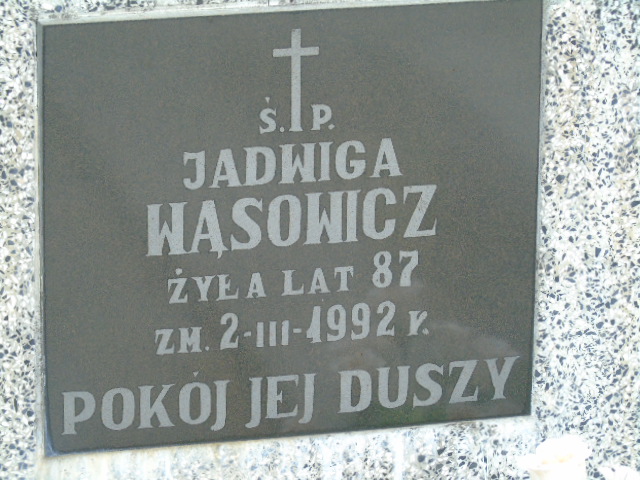 Ś. P.
JADWIGA
WĄSOWICZ
ŻYŁA LAT 87
ZM. 2-III-1992 r.
POKÓJ JEJ DUSZY